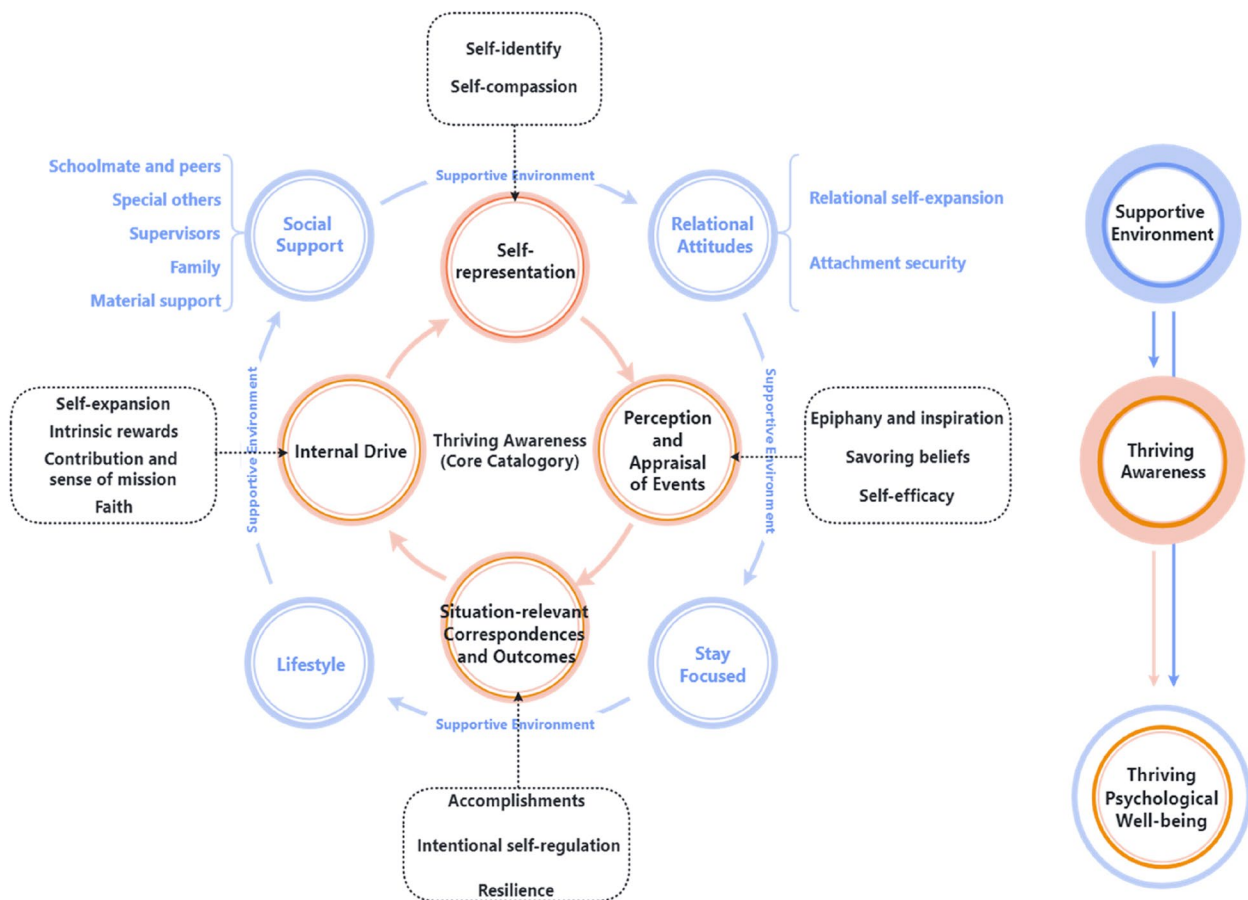 Self-identify
Self-compassion
Schoolmate and peers
Special others
Supervisors
Family
Material support
Social
Support
Supportive Environment
Relational
Attitudes
Relational self-expansion
Attachment security
Self-
representation
Supportive Environment
Self-expansion
Intrinsic rewards
Contribution and
sense of mission
Faith
Internal Drive
Thriving Awareness
(Core Catalogory)
Perception
and
Appraisal
of Events
Supportive Environment
Epiphany and inspiration
Savoring beliefs
Self-efficacy
Situation-relevant
Correspondences
and Outcomes
Lifestyle
Stay
Focused
Supportive Environment
Accomplishments
Intentional self-regulation
Resilience
Supportive
Environment
Thriving
Awareness
Thriving
Psychological
Well-being